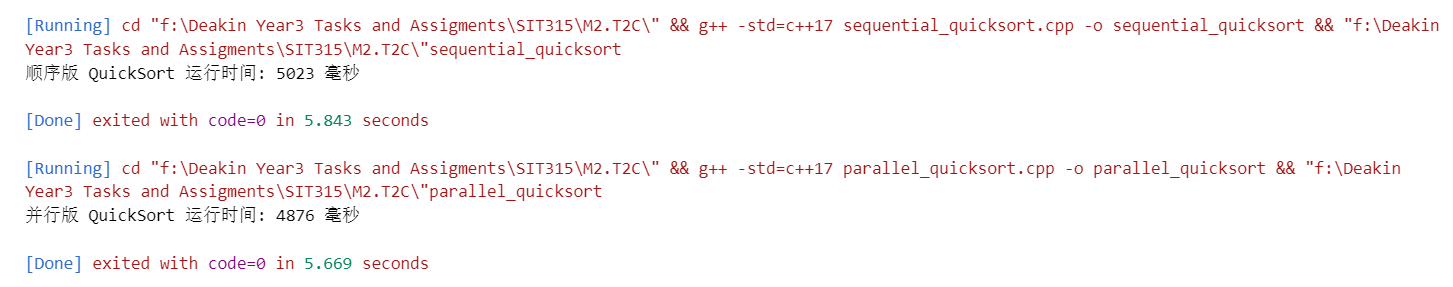 [Running] cd "f:\Deakin Year3 Tasks and Assigments\SIT315\M2.T2C\" && g++ -std=c++17 sequential_quicksort.cpp -o sequential_quicksort && "f:\Deakin
Year3 Tasks and Assigments\SIT315\M2.T2C\"sequential_quicksort
顺序版 QuickSort 运行时间: 5023 毫秒
[Done] exited with code=0 in 5.843 seconds
[Running] cd "f:\Deakin Year3 Tasks and Assigments\SIT315\M2.T2C\" && g++ -std=c++17 parallel_quicksort.cpp -o parallel_quicksort && "f:\Deakin
Year3 Tasks and Assigments\SIT315\M2.T2C\"parallel_quicksort
并行版 QuickSort 运行时间: 4876 毫秒
[Done] exited with code=0 in 5.669 seconds